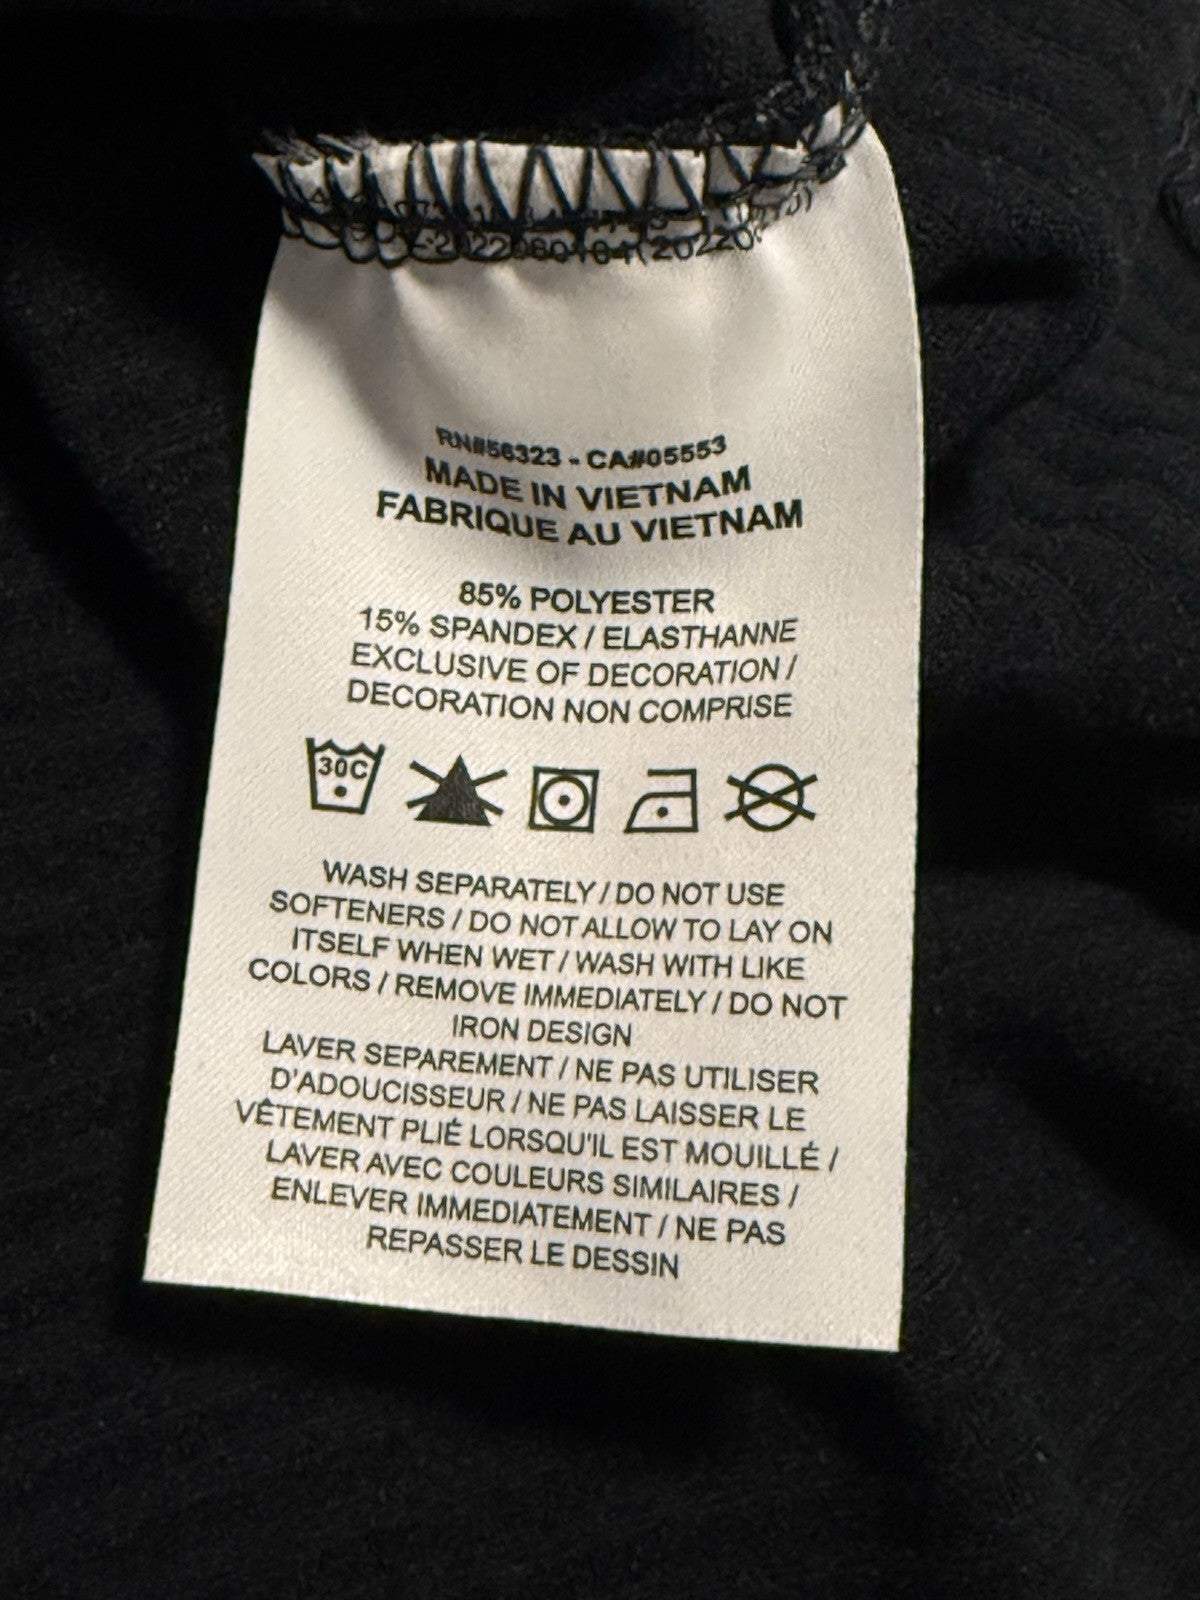 RN#56323 - CA#05553
MADE IN VIETNAM
FABRIQUE AU VIETNAM
85% POLYESTER
15% SPANDEX / ELASTHANNE
EXCLUSIVE OF DECORATION /
DECORATION NON COMPRISE
30C
WASH SEPARATELY / DO NOT USE
SOFTENERS / DO NOT ALLOW TO LAY ON
ITSELF WHEN WET / WASH WITH LIKE
COLORS / REMOVE IMMEDIATELY / DO NOT
IRON DESIGN
LAVER SEPAREMENT / NE PAS UTILISER
D'ADOUCISSEUR / NE PAS LAISSER LE
VÊTEMENT PLIÉ LORSQU'IL EST MOUILLÉ /
LAVER AVEC COULEURS SIMILAIRES /
ENLEVER IMMEDIATEMENT / NE PAS
REPASSER LE DESSIN